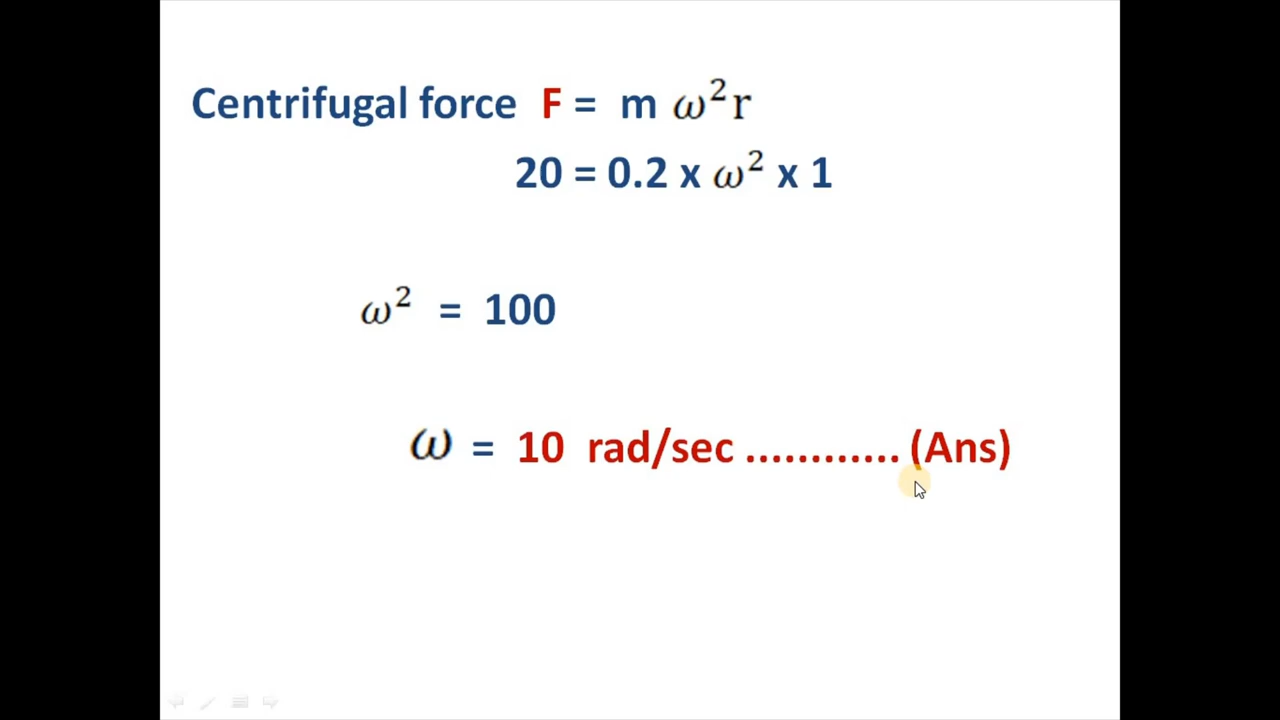 Centrifugal force F = m ω²r
20 = 0.2 x ω² x 1
ω² = 100
ω = 10 rad/sec ............ (Ans)